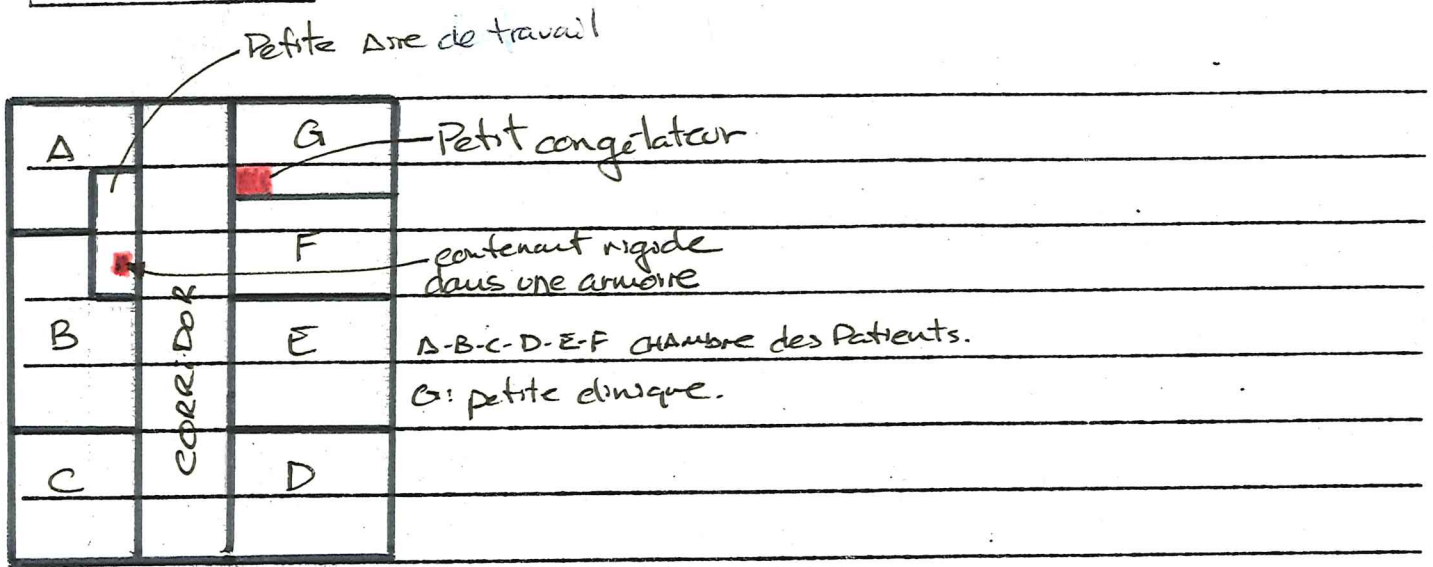 Petite Aire de travail
A
G
Petit congélateur
F
contenant rigide
dans une armoire
B
CORRIDOR
E
A-B-C-D-E-F CHAMBRE des Patients.
G: petite clinique.
C
D